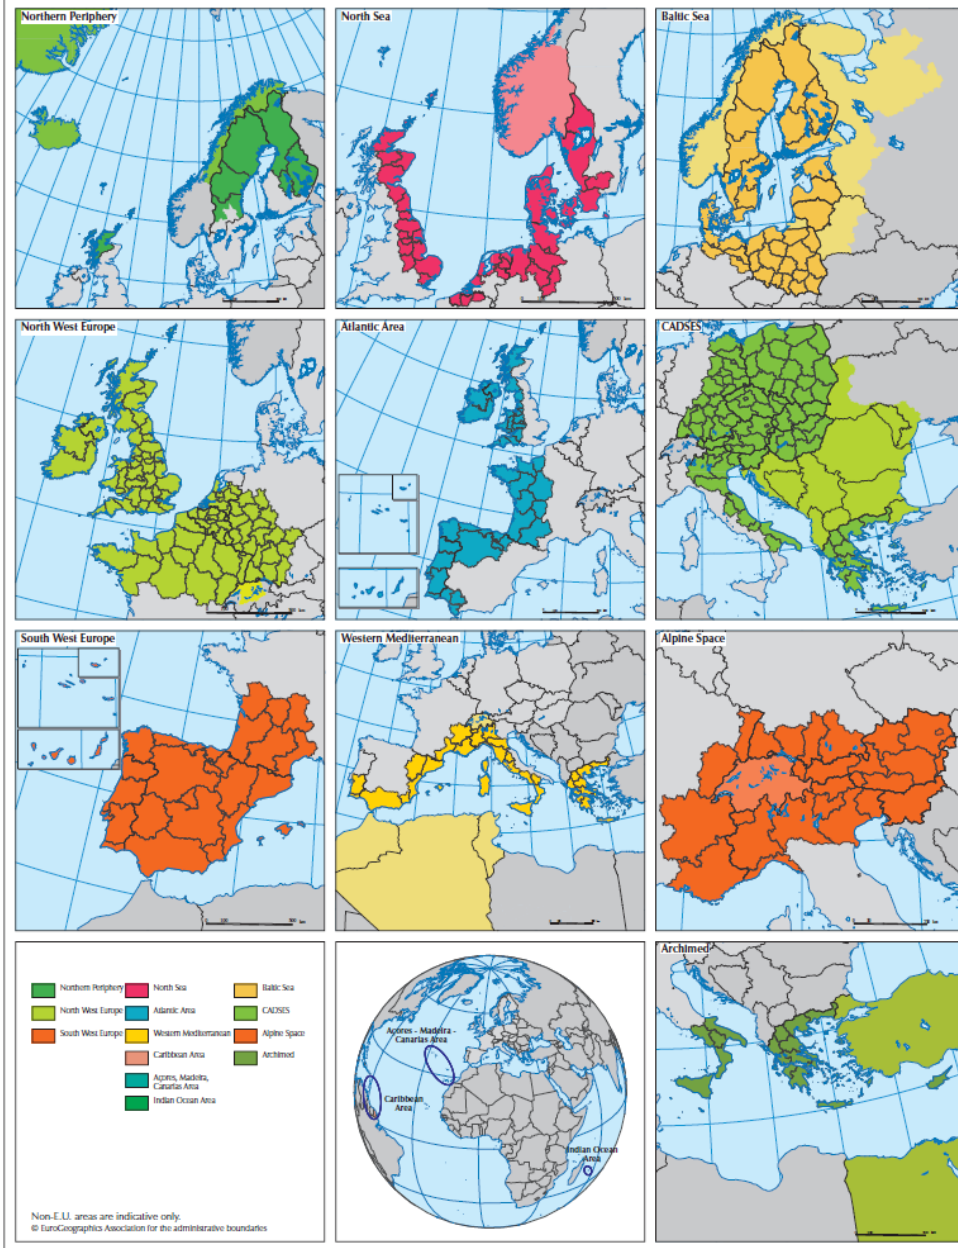 Northern Periphery
North Sea
Baltic Sea
North West Europe
Atlantic Area
CADSES
South West Europe
Western Mediterranean
Alpine Space
Northern Periphery
North Sea
Baltic Sea
North West Europe
Atlantic Area
CADSES
South West Europe
Western Mediterranean
Alpine Space
Caribbean Area
Archimed
Açores, Madeira,
Canarias Area
Indian Ocean Area
Non-E.U. areas are indicative only.
© EuroGeographics Association for the administrative boundaries
Açores - Madeira -
Canarias Area
Caribbean
Area
Indian Ocean
Area
Archimed